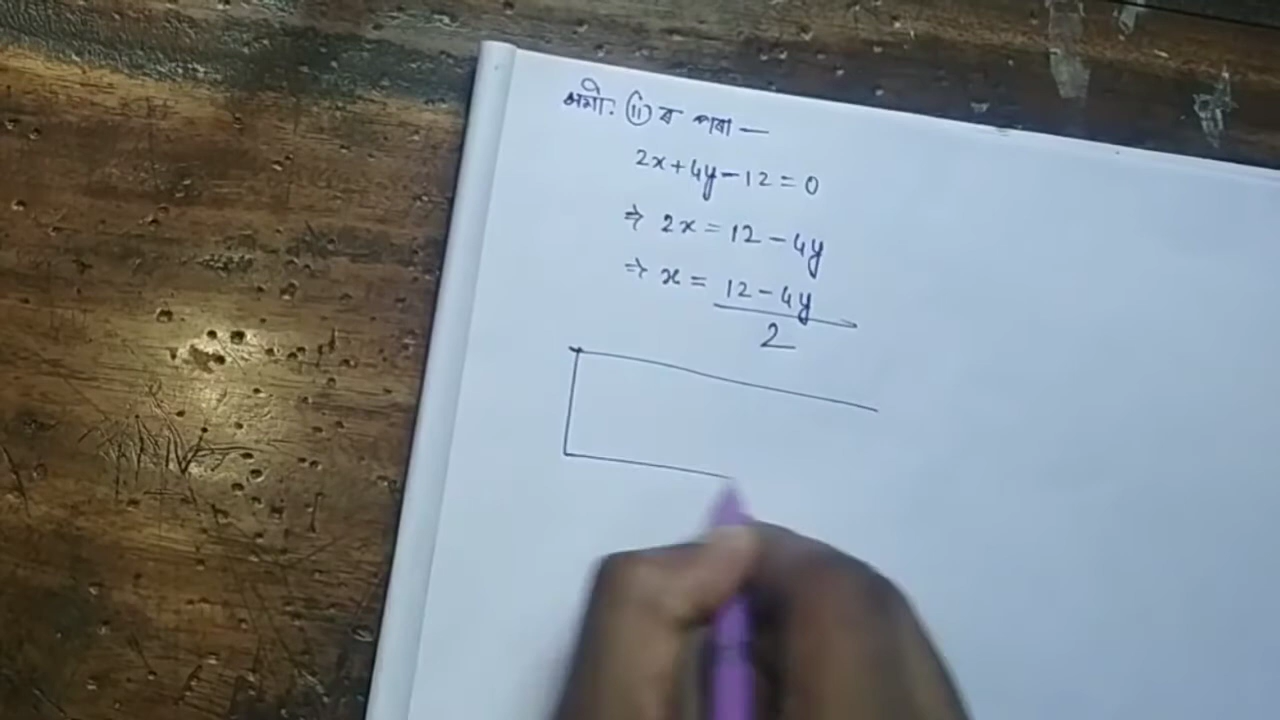 সমী: (ii) ৰ পৰা —
2x + 4y - 12 = 0
⇒ 2x = 12 - 4y
⇒ x = 12 - 4y
2